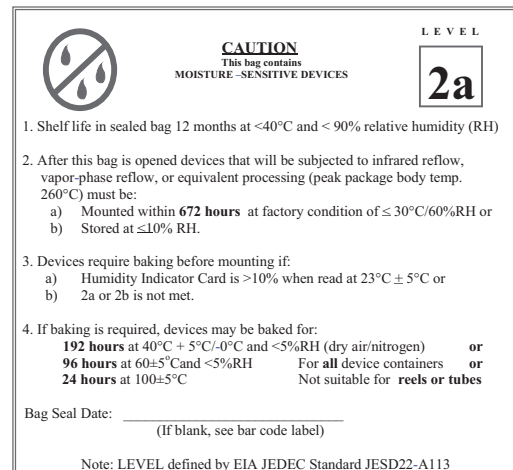 LEVEL
CAUTION
This bag contains
MOISTURE –SENSITIVE DEVICES
2a
1. Shelf life in sealed bag 12 months at <40°C and < 90% relative humidity (RH)
2. After this bag is opened devices that will be subjected to infrared reflow,
vapor-phase reflow, or equivalent processing (peak package body temp.
260°C) must be:
a) Mounted within 672 hours at factory condition of ≤ 30°C/60%RH or
b) Stored at ≤10% RH.
3. Devices require baking before mounting if:
a) Humidity Indicator Card is >10% when read at 23°C ± 5°C or
b) 2a or 2b is not met.
4. If baking is required, devices may be baked for:
192 hours at 40°C + 5°C/-0°C and <5%RH (dry air/nitrogen) or
96 hours at 60±5°Cand <5%RH For all device containers or
24 hours at 100±5°C Not suitable for reels or tubes
Bag Seal Date: ______________________________
(If blank, see bar code label)
Note: LEVEL defined by EIA JEDEC Standard JESD22-A113